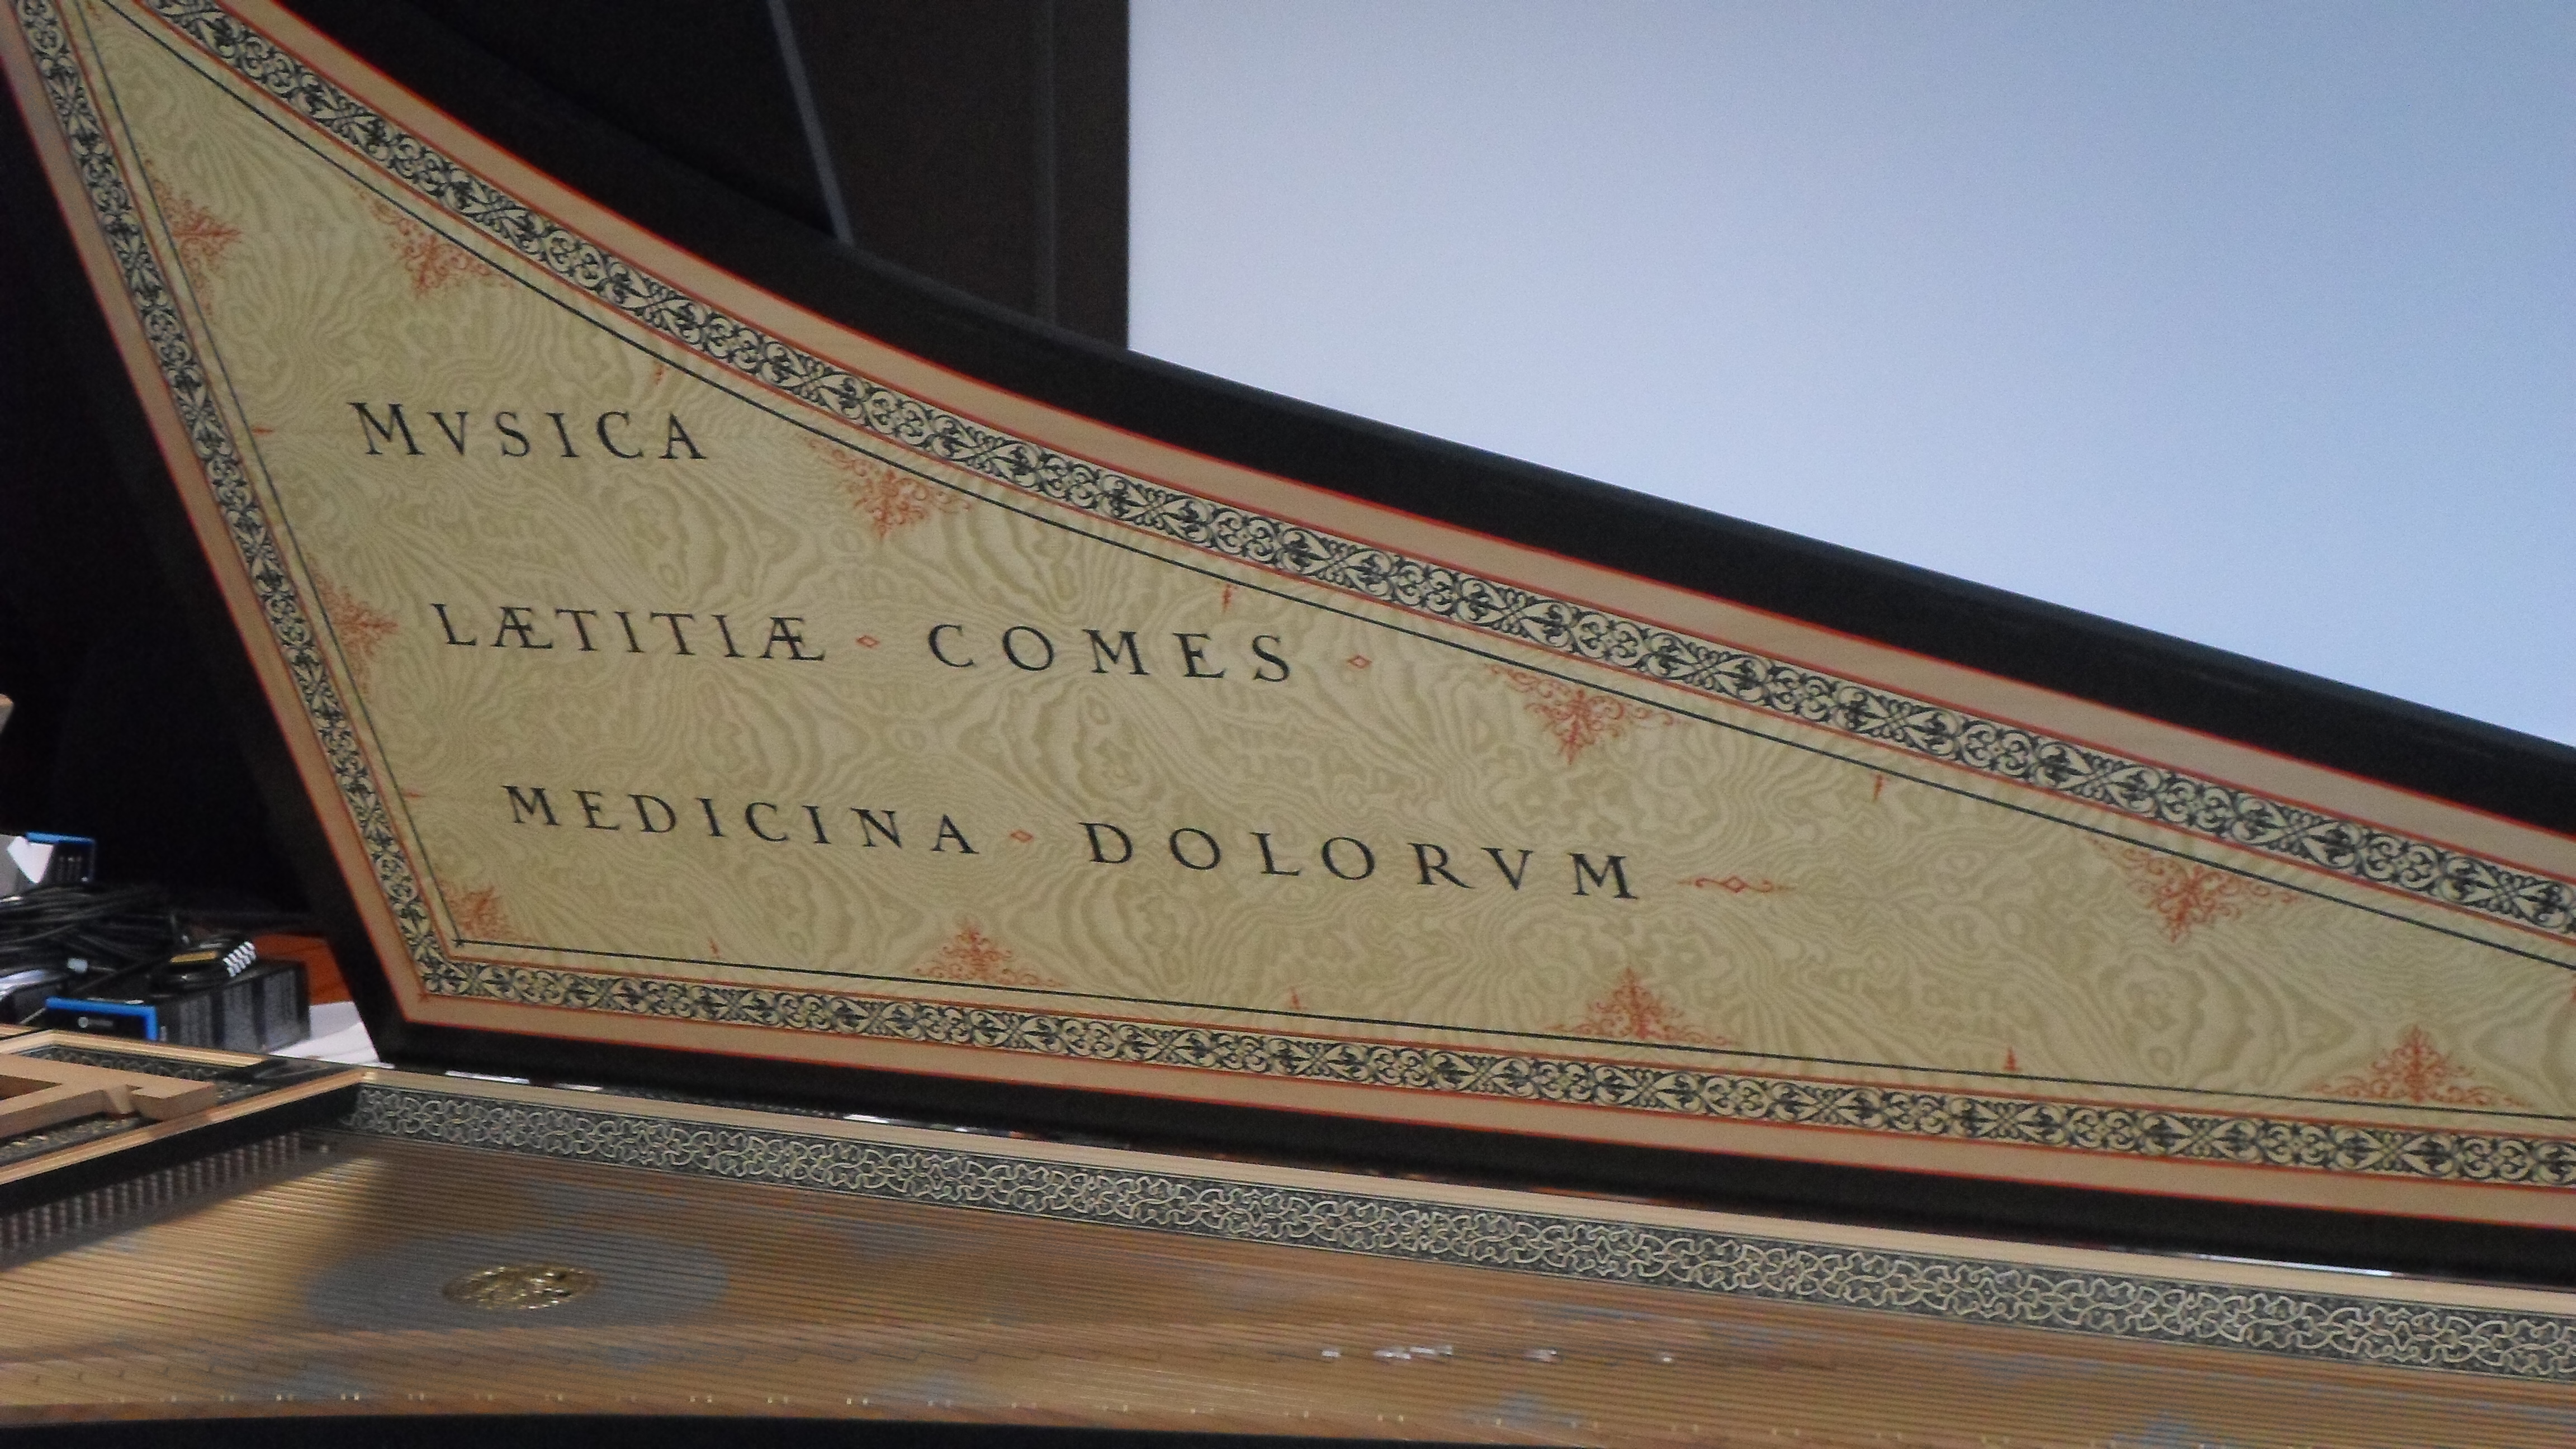 MVSICA
LÆTITIÆ · COMES ·
MEDICINA · DOLORVM